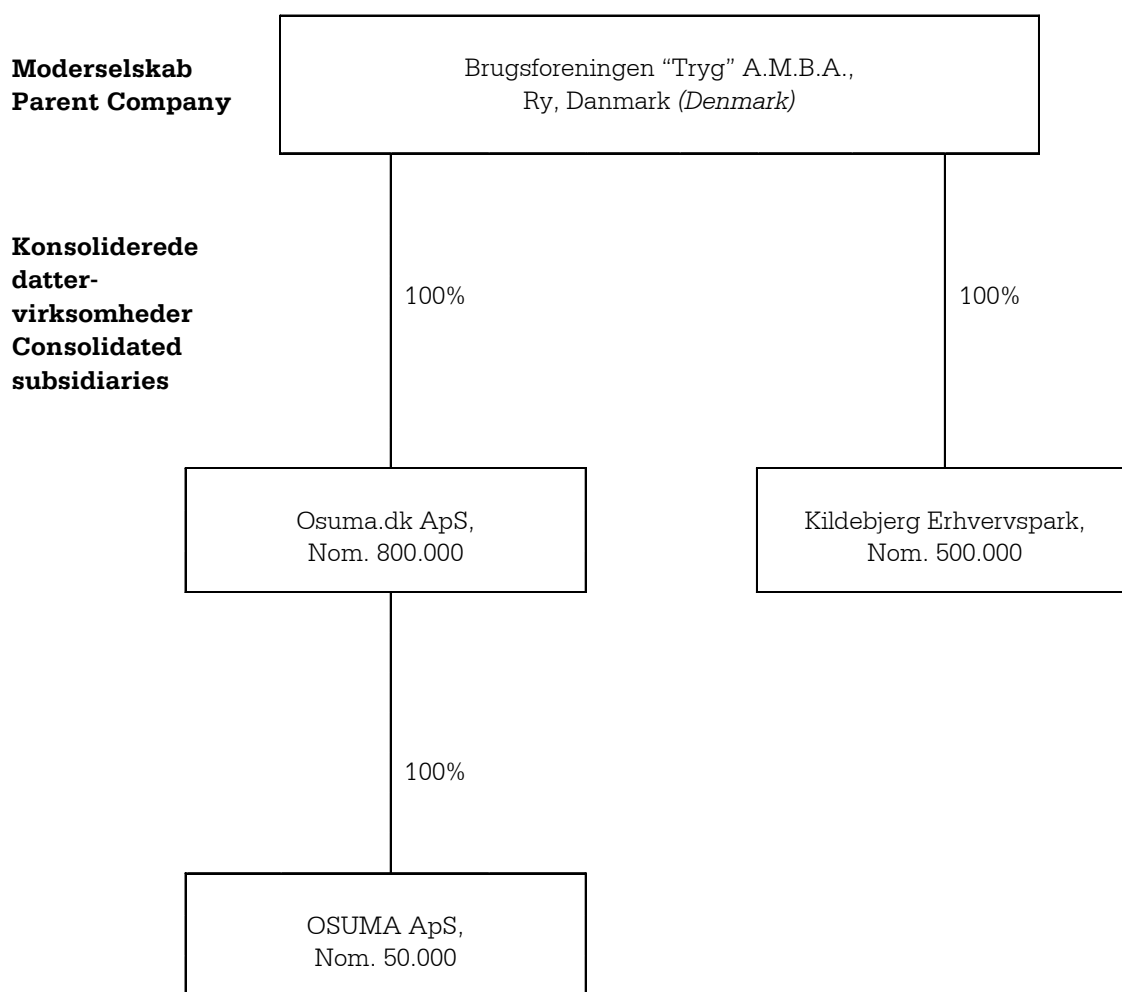 Moderselskab
Parent Company
Brugsforeningen “Tryg” A.M.B.A.,
Ry, Danmark (Denmark)
Konsoliderede
datter-
virksomheder
Consolidated
subsidiaries
100%
100%
Osuma.dk ApS,
Nom. 800.000
Kildebjerg Erhvervspark,
Nom. 500.000
100%
OSUMA ApS,
Nom. 50.000